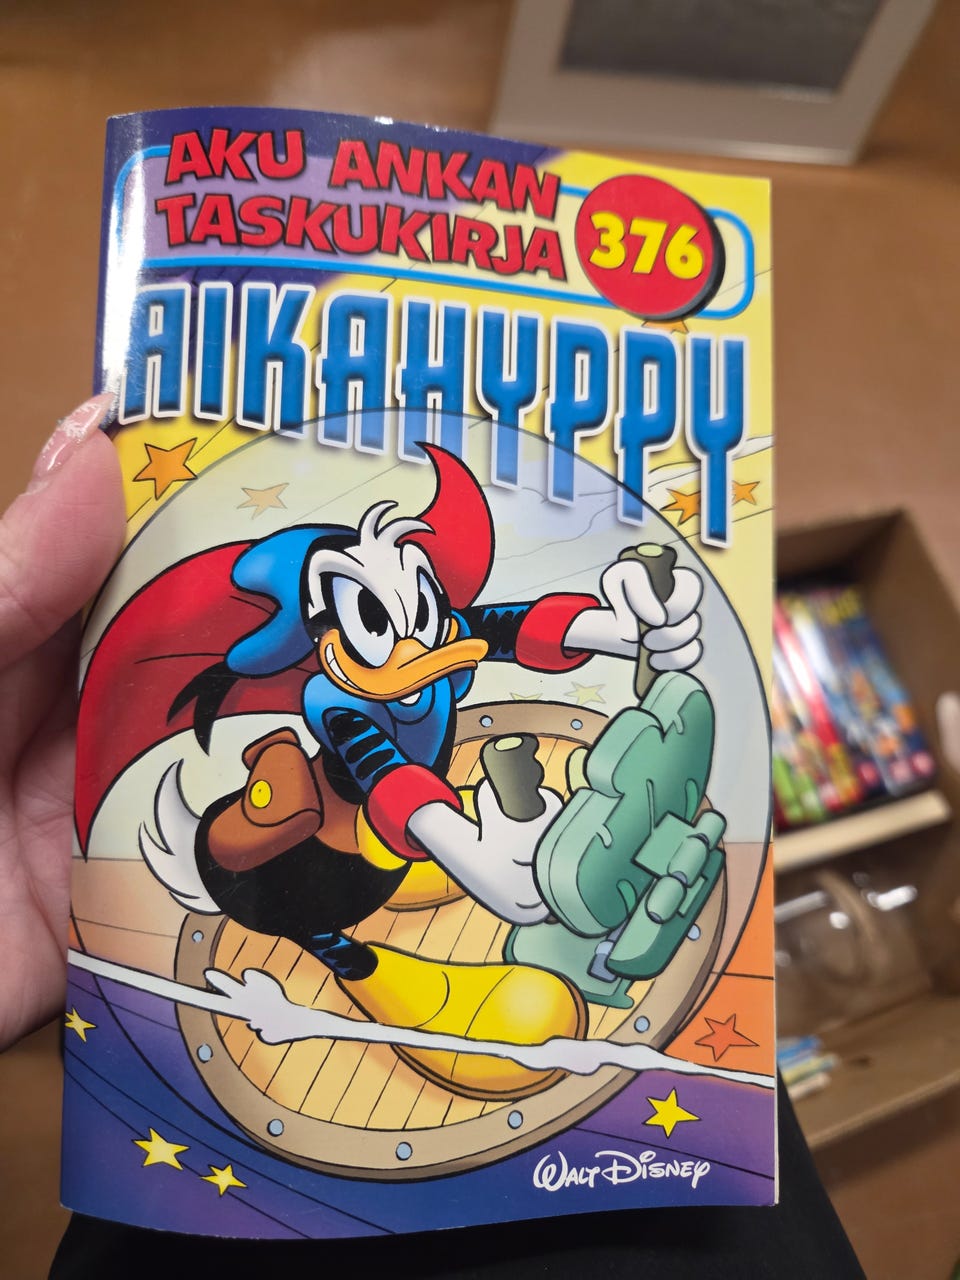 AKU ANKAN
TASKUKIRJA
376
AIKAHYPPY
WALT DISNEY